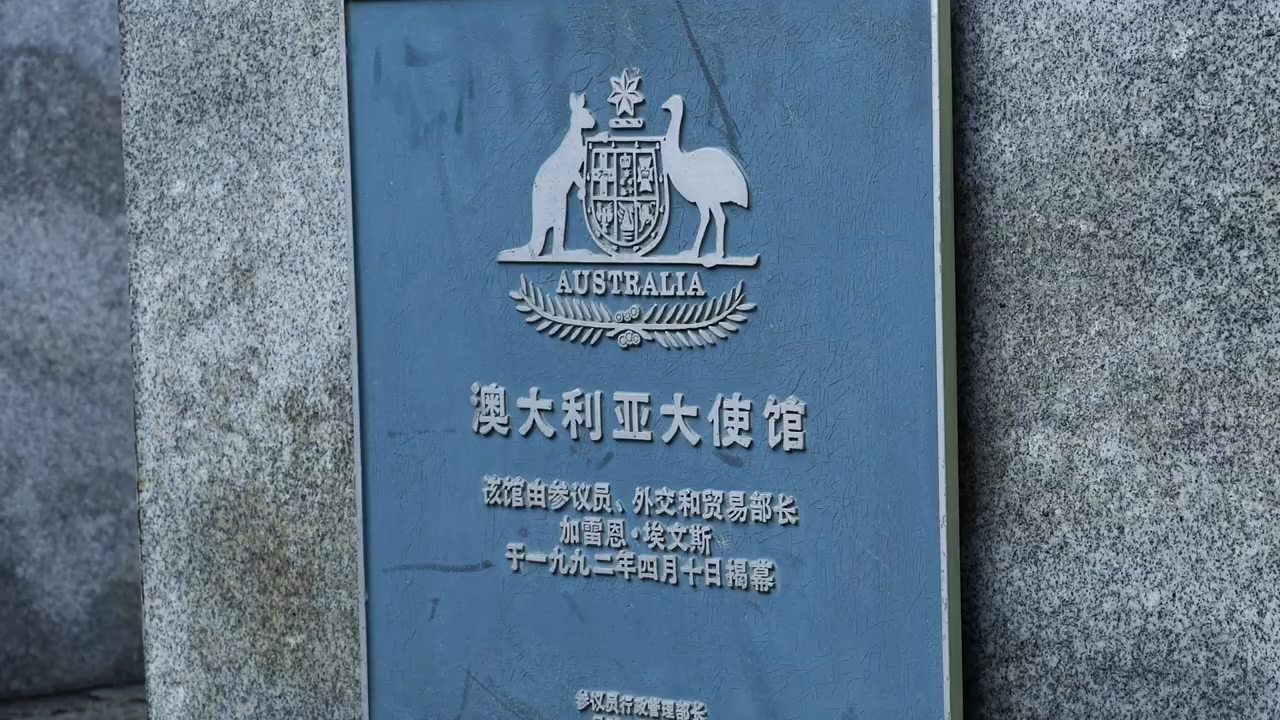 AUSTRALIA
澳大利亚大使馆
该馆由参议员、外交和贸易部长
加雷恩·埃文斯
于一九九二年四月十日揭幕
参议员行政管理部长